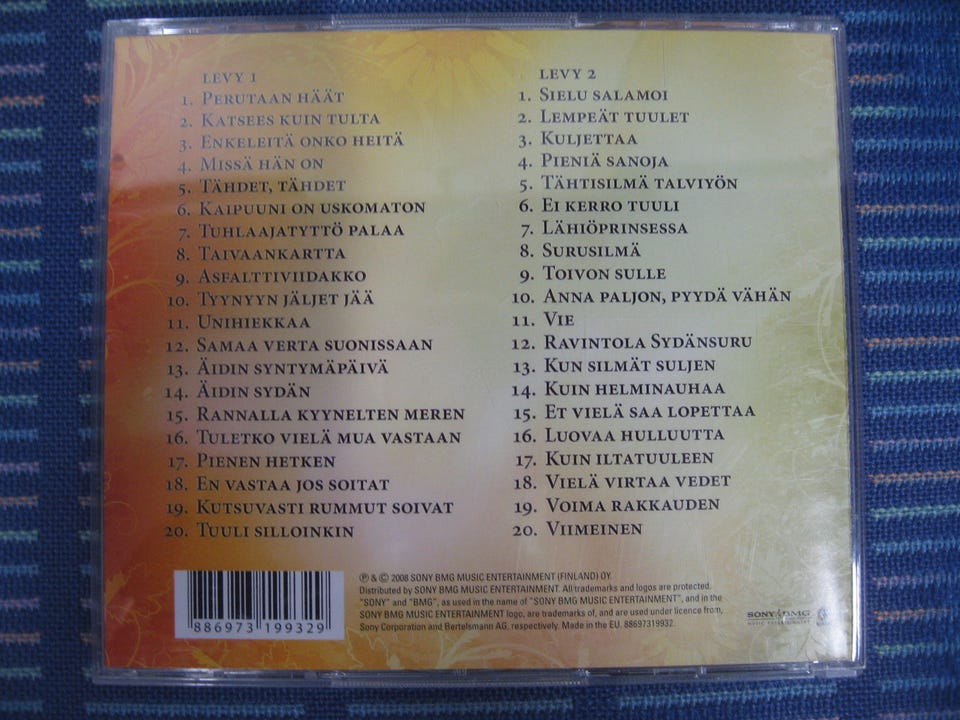 LEVY 1
1. PERUTAAN HÄÄT
2. KATSEES KUIN TULTA
3. ENKELEITÄ ONKO HEITÄ
4. MISSÄ HÄN ON
5. TÄHDET, TÄHDET
6. KAIPUUNI ON USKOMATON
7. TUHLAAJATYTTÖ PALAA
8. TAIVAANKARTTA
9. ASFALTTIVIIDAKKO
10. TYYNYYN JÄLJET JÄÄ
11. UNIHIEKKAA
12. SAMAA VERTA SUONISSAAN
13. ÄIDIN SYNTYMÄPÄIVÄ
14. ÄIDIN SYDÄN
15. RANNALLA KYYNELTEN MEREN
16. TULETKO VIELÄ MUA VASTAAN
17. PIENEN HETKEN
18. EN VASTAA JOS SOITAT
19. KUTSUVASTI RUMMUT SOIVAT
20. TUULI SILLOINKIN
LEVY 2
1. SIELU SALAMOI
2. LEMPEÄT TUULET
3. KULJETTAA
4. PIENIÄ SANOJA
5. TÄHTISILMÄ TALVIYÖN
6. EI KERRO TUULI
7. LÄHIÖPRINSESSA
8. SURUSILMÄ
9. TOIVON SULLE
10. ANNA PALJON, PYYDÄ VÄHÄN
11. VIE
12. RAVINTOLA SYDÄNSURU
13. KUN SILMÄT SULJEN
14. KUIN HELMINAUHAA
15. ET VIELÄ SAA LOPETTAA
16. LUOVAA HULLUUTTA
17. KUIN ILTATUULEEN
18. VIELÄ VIRTAA VEDET
19. VOIMA RAKKAUDEN
20. VIIMEINEN
8 86973 19932 9
℗ & © 2008 SONY BMG MUSIC ENTERTAINMENT (FINLAND) OY.
Distributed by SONY BMG MUSIC ENTERTAINMENT. All trademarks and logos are protected.
"SONY" and "BMG", as used in the name of "SONY BMG MUSIC ENTERTAINMENT", and in the
SONY BMG MUSIC ENTERTAINMENT logo, are trademarks of, and are used under licence from,
Sony Corporation and Bertelsmann AG, respectively. Made in the EU. 88697319932.
SONY BMG
MUSIC ENTERTAINMENT